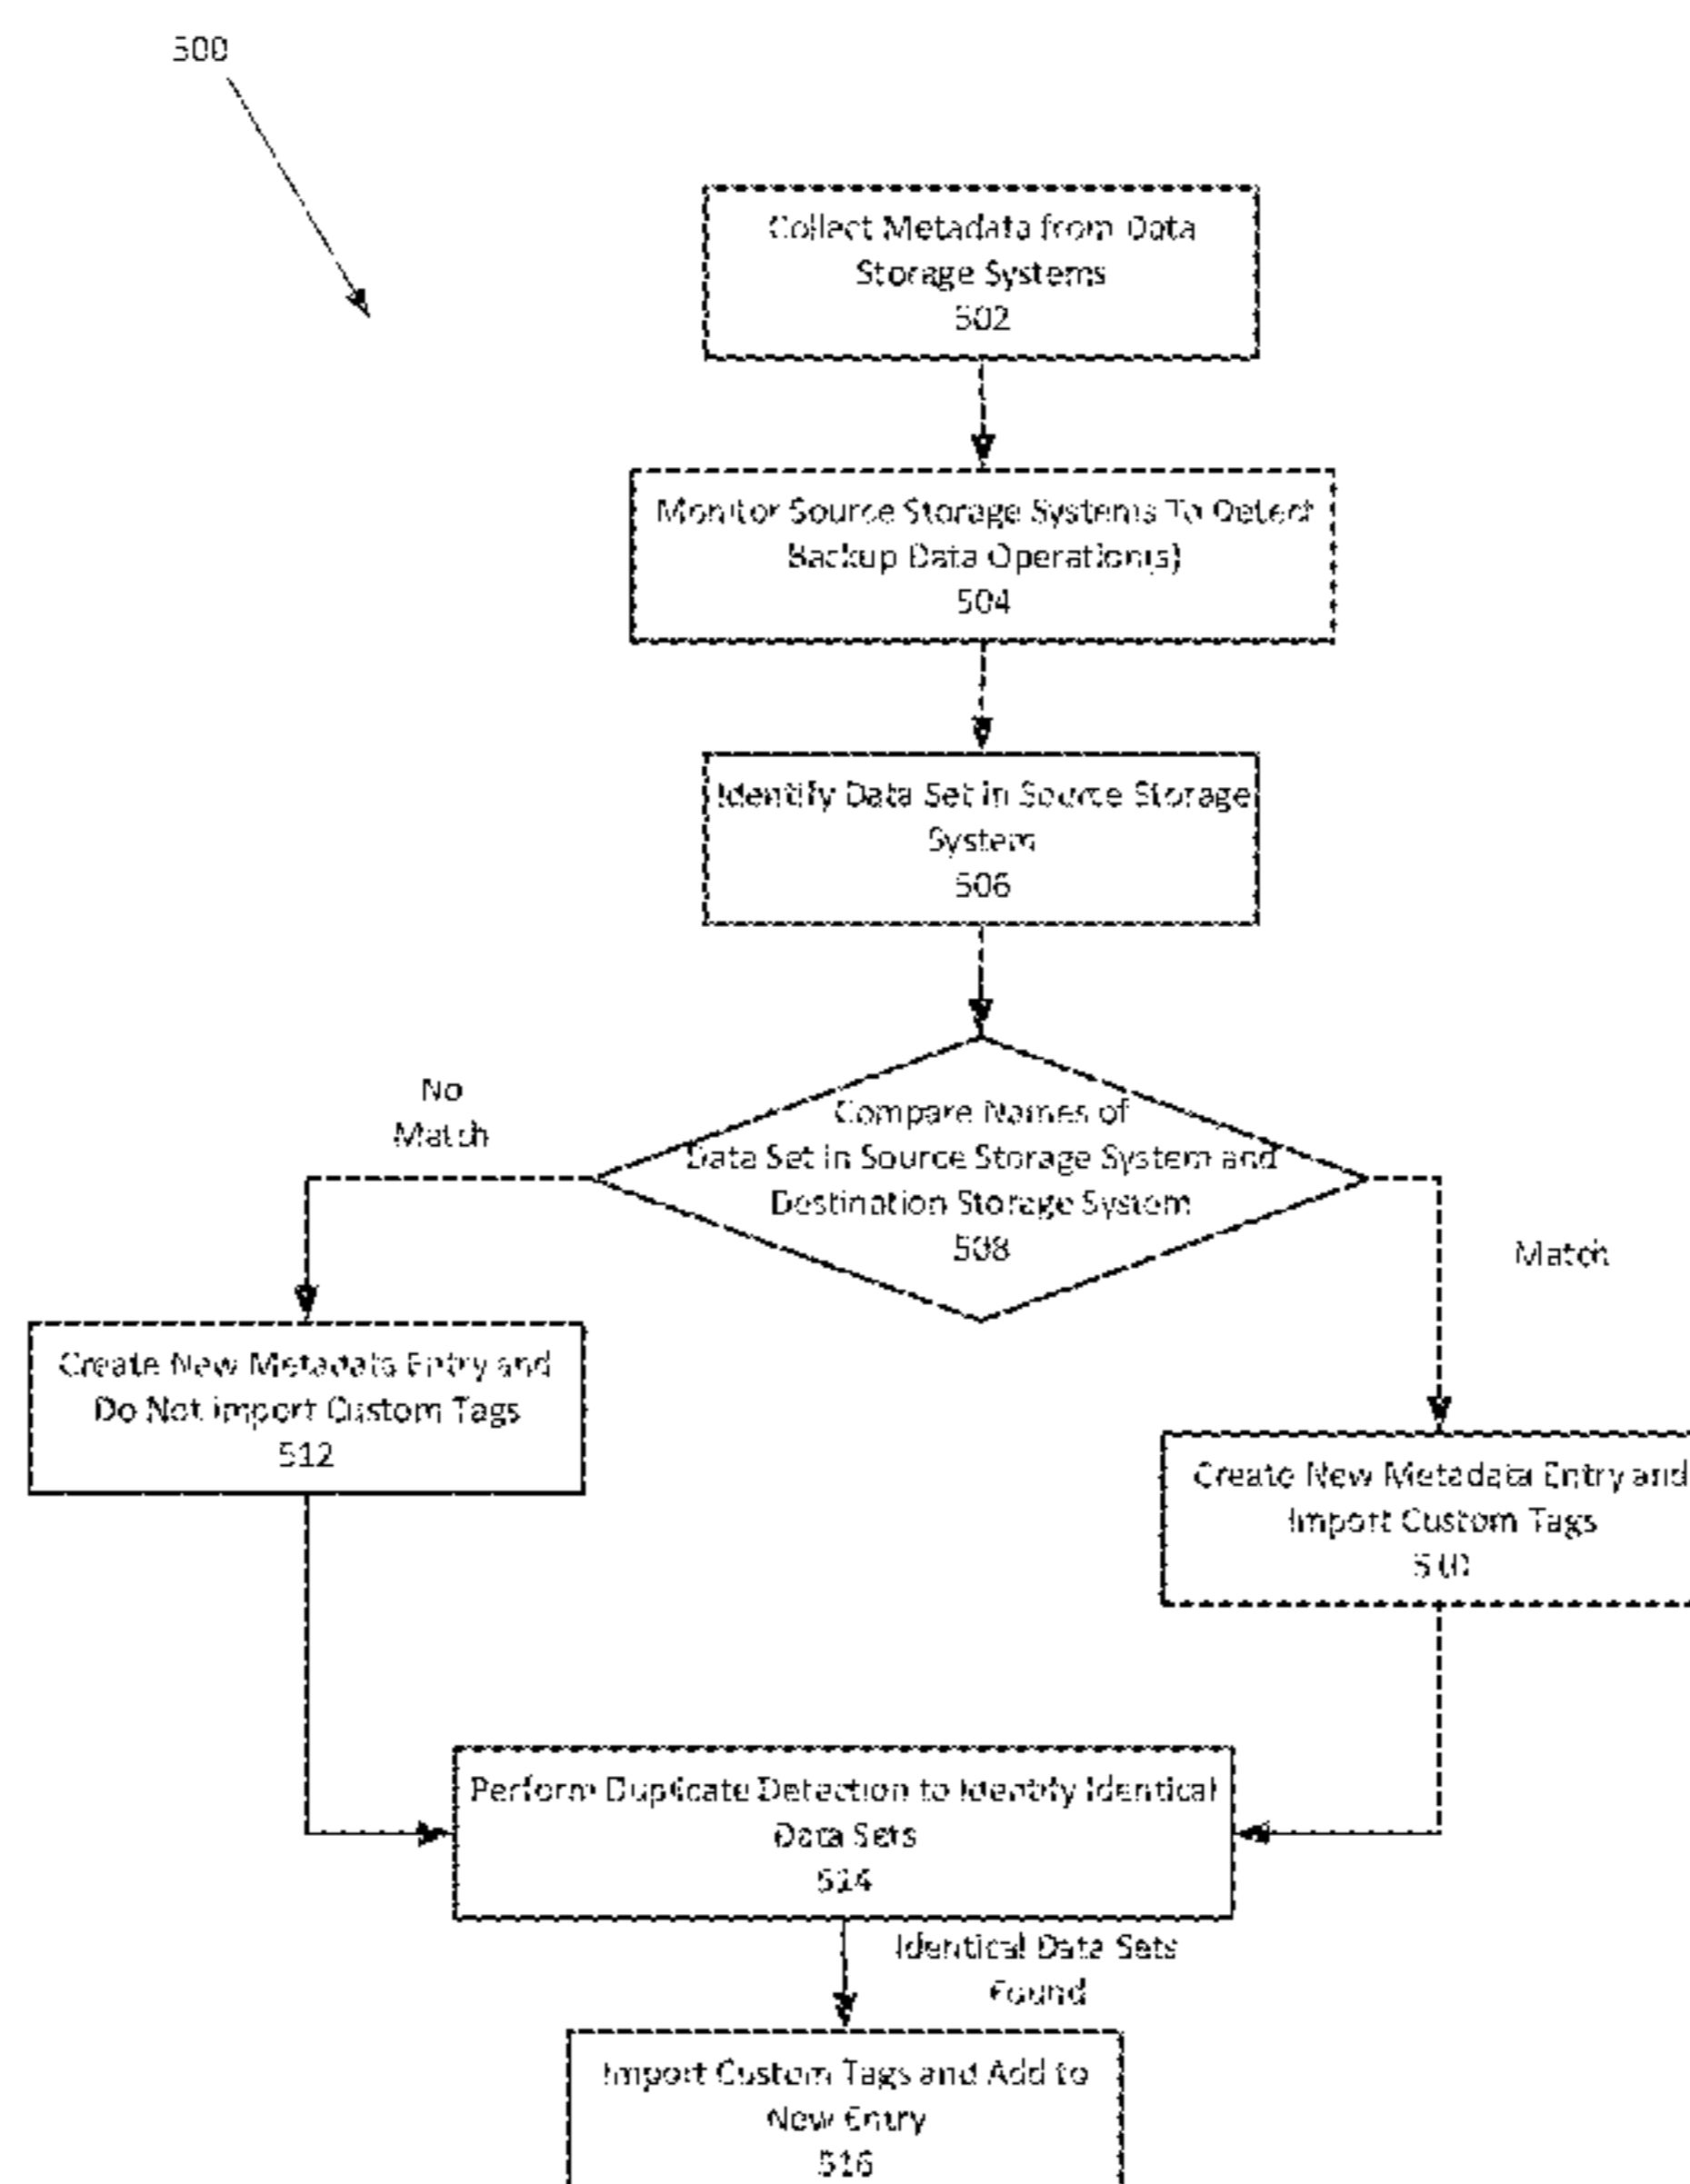 500
Collect Metadata from Data
Storage Systems
502
Monitor Source Storage Systems To Detect
Backup Data Operation(s)
504
Identify Data Set in Source Storage
System
506
Compare Names of
Data Set in Source Storage System and
Destination Storage System
508
No
Match
Match
Create New Metadata Entry and
Do Not Import Custom Tags
512
Create New Metadata Entry and
Import Custom Tags
510
Perform Duplicate Detection to Identify Identical
Data Sets
514
Identical Data Sets
Found
Import Custom Tags and Add to
New Entry
516